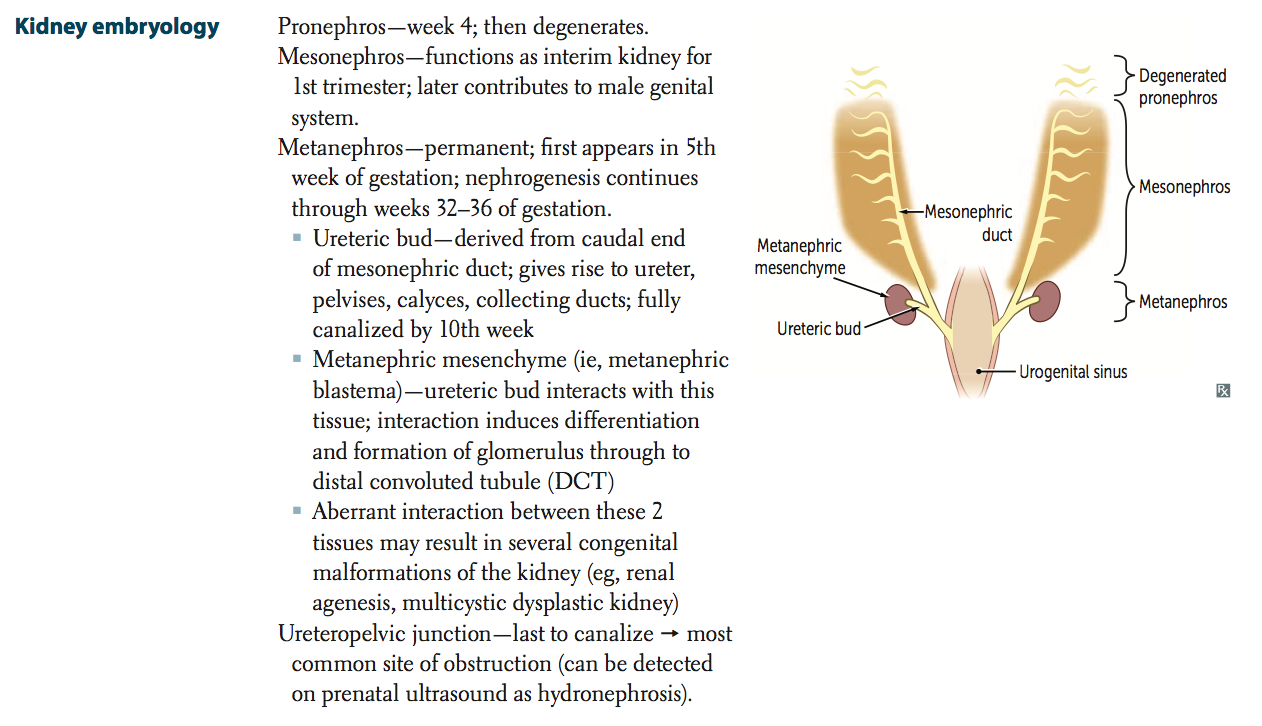 Kidney embryology
Pronephros—week 4; then degenerates.
Mesonephros—functions as interim kidney for
1st trimester; later contributes to male genital
system.
Metanephros—permanent; first appears in 5th
week of gestation; nephrogenesis continues
through weeks 32–36 of gestation.
▪ Ureteric bud—derived from caudal end
of mesonephric duct; gives rise to ureter,
pelvises, calyces, collecting ducts; fully
canalized by 10th week
▪ Metanephric mesenchyme (ie, metanephric
blastema)—ureteric bud interacts with this
tissue; interaction induces differentiation
and formation of glomerulus through to
distal convoluted tubule (DCT)
▪ Aberrant interaction between these 2
tissues may result in several congenital
malformations of the kidney (eg, renal
agenesis, multicystic dysplastic kidney)
Ureteropelvic junction—last to canalize → most
common site of obstruction (can be detected
on prenatal ultrasound as hydronephrosis).
Degenerated
pronephros
Mesonephros
Mesonephric
duct
Metanephric
mesenchyme
Metanephros
Ureteric bud
Urogenital sinus
Rx